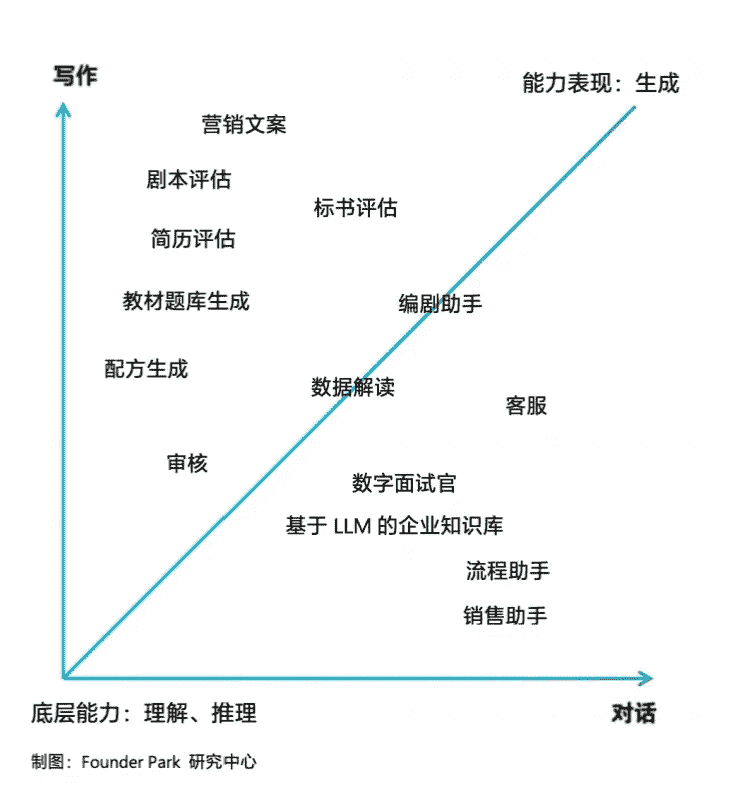 写作
能力表现：生成
营销文案
剧本评估
标书评估
简历评估
教材题库生成
编剧助手
配方生成
数据解读
客服
审核
数字面试官
基于 LLM 的企业知识库
流程助手
销售助手
底层能力：理解、推理
对话
制图：Founder Park 研究中心